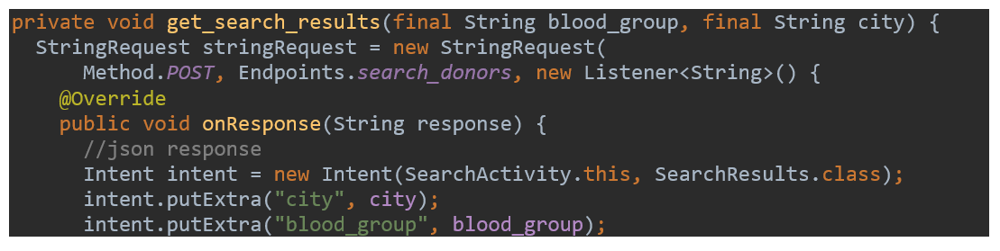 private void get_search_results(final String blood_group, final String city) {
StringRequest stringRequest = new StringRequest(
Method.POST, Endpoints.search_donors, new Listener<String>() {
@Override
public void onResponse(String response) {
//json response
Intent intent = new Intent(SearchActivity.this, SearchResults.class);
intent.putExtra("city", city);
intent.putExtra("blood_group", blood_group);